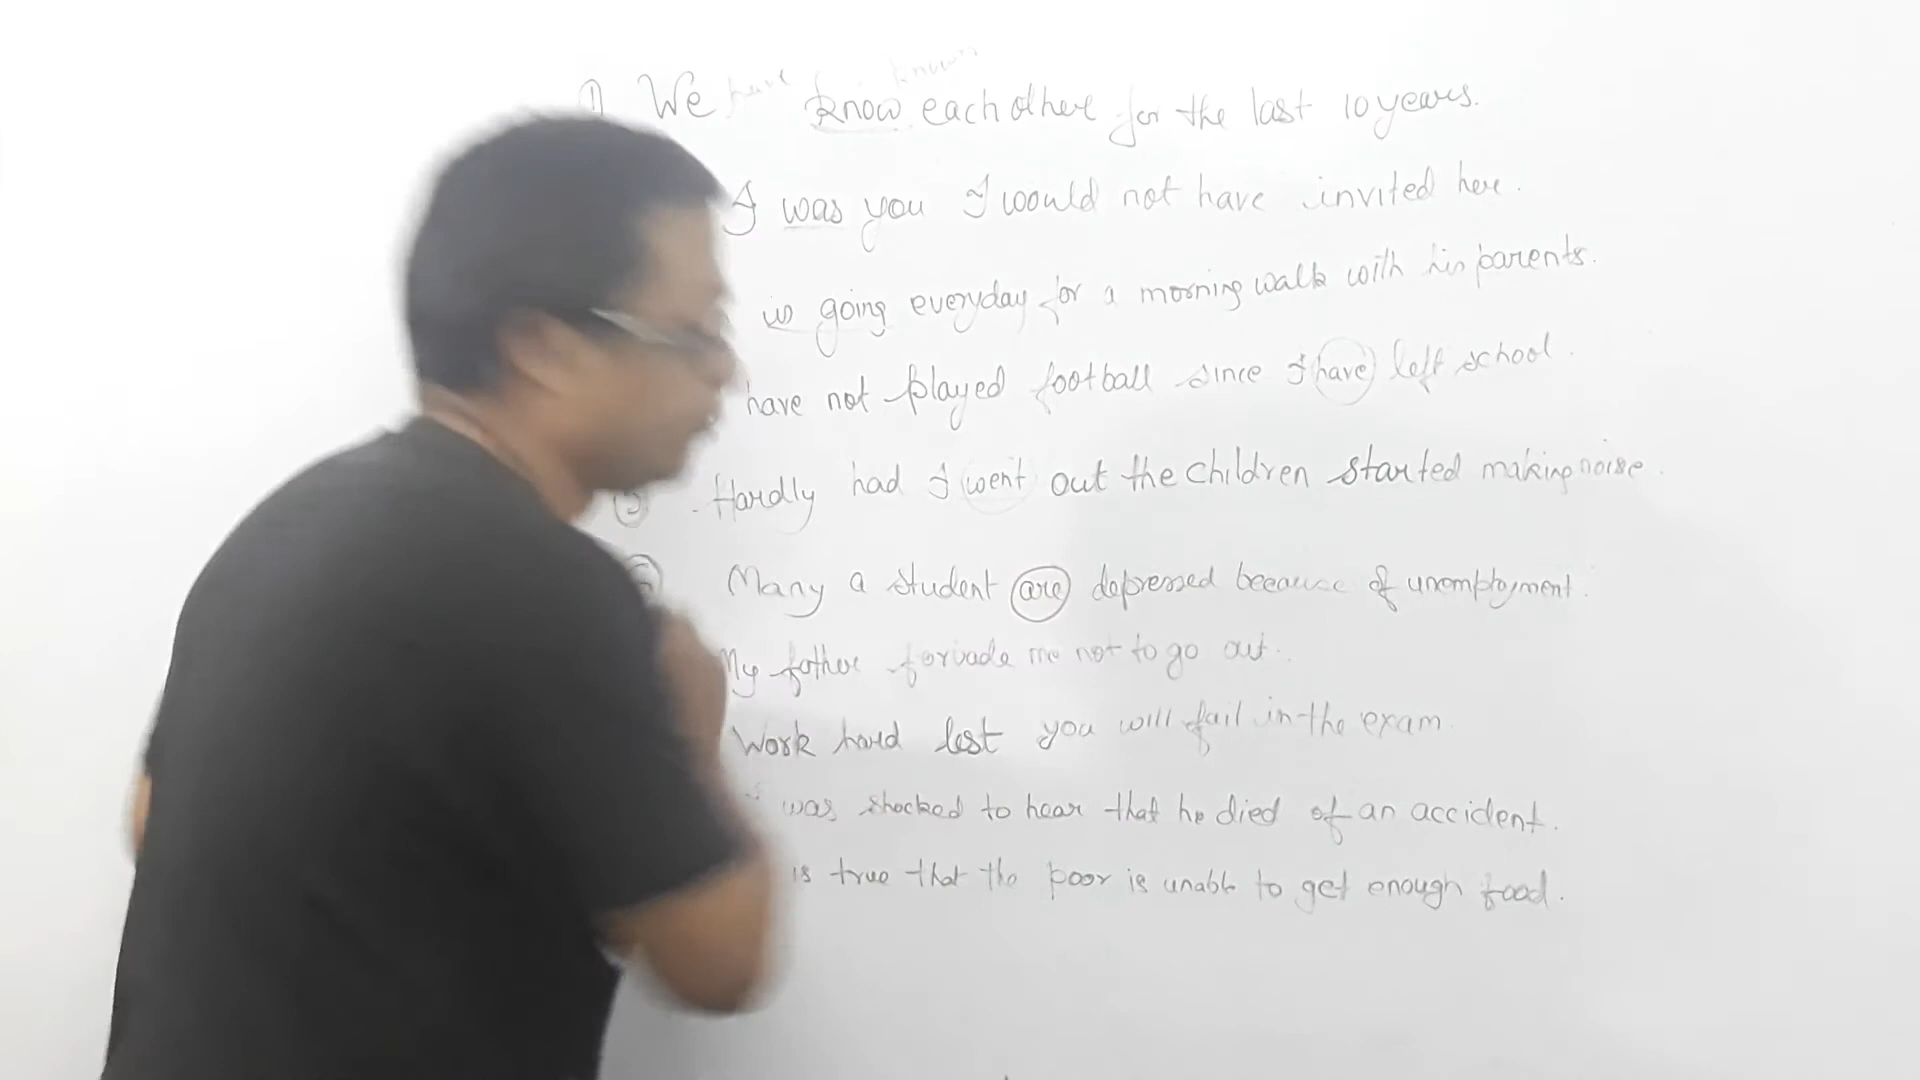 have known
1) We know each other for the last 10 years.
I was you I would not have invited her.
is going everyday for a morning walk with his parents.
have not played football since I have left school.
5 Hardly had I went out the children started making noise.
6 Many a student are depressed because of unemployment.
My father forbade me not to go out.
Work hard lest you will fail in the exam.
I was shocked to hear that he died of an accident.
is true that the poor is unable to get enough food.